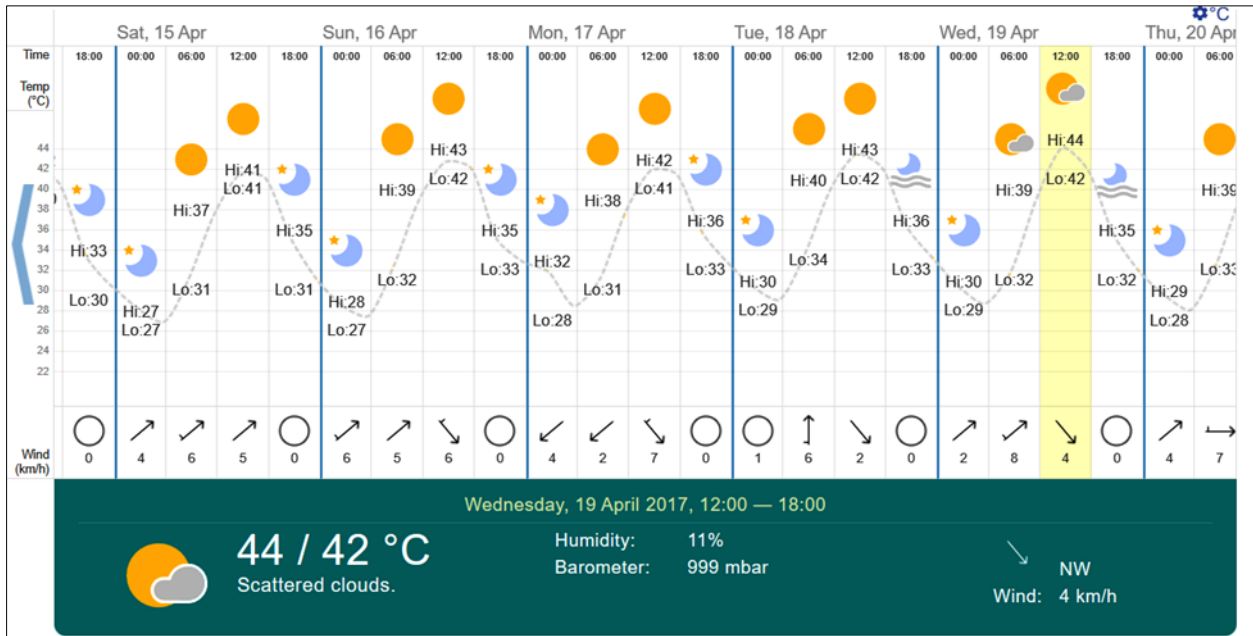 °C
Sat, 15 Apr Sun, 16 Apr Mon, 17 Apr Tue, 18 Apr Wed, 19 Apr Thu, 20 Apr
Time 18:00 00:00 06:00 12:00 18:00 00:00 06:00 12:00 18:00 00:00 06:00 12:00 18:00 00:00 06:00 12:00 18:00 00:00 06:00 12:00 18:00 00:00 06:00
Temp
(°C)
44
42
40
38
36
34
32
30
28
26
24
22
Hi:33
Lo:30
Hi:27
Lo:27
Hi:37
Lo:31
Hi:41
Lo:41
Hi:35
Lo:31
Hi:28
Lo:27
Hi:39
Lo:32
Hi:43
Lo:42
Hi:35
Lo:33
Hi:32
Lo:28
Hi:38
Lo:31
Hi:42
Lo:41
Hi:36
Lo:33
Hi:30
Lo:29
Hi:40
Lo:34
Hi:43
Lo:42
Hi:36
Lo:33
Hi:30
Lo:29
Hi:39
Lo:32
Hi:44
Lo:42
Hi:35
Lo:32
Hi:29
Lo:28
Hi:39
Lo:33
Wind
(km/h)
0 4 6 5 0 6 5 6 0 4 2 7 0 1 6 2 0 2 8 4 0 4 7
Wednesday, 19 April 2017, 12:00 — 18:00
44 / 42 °C
Scattered clouds.
Humidity: 11%
Barometer: 999 mbar
NW
Wind: 4 km/h